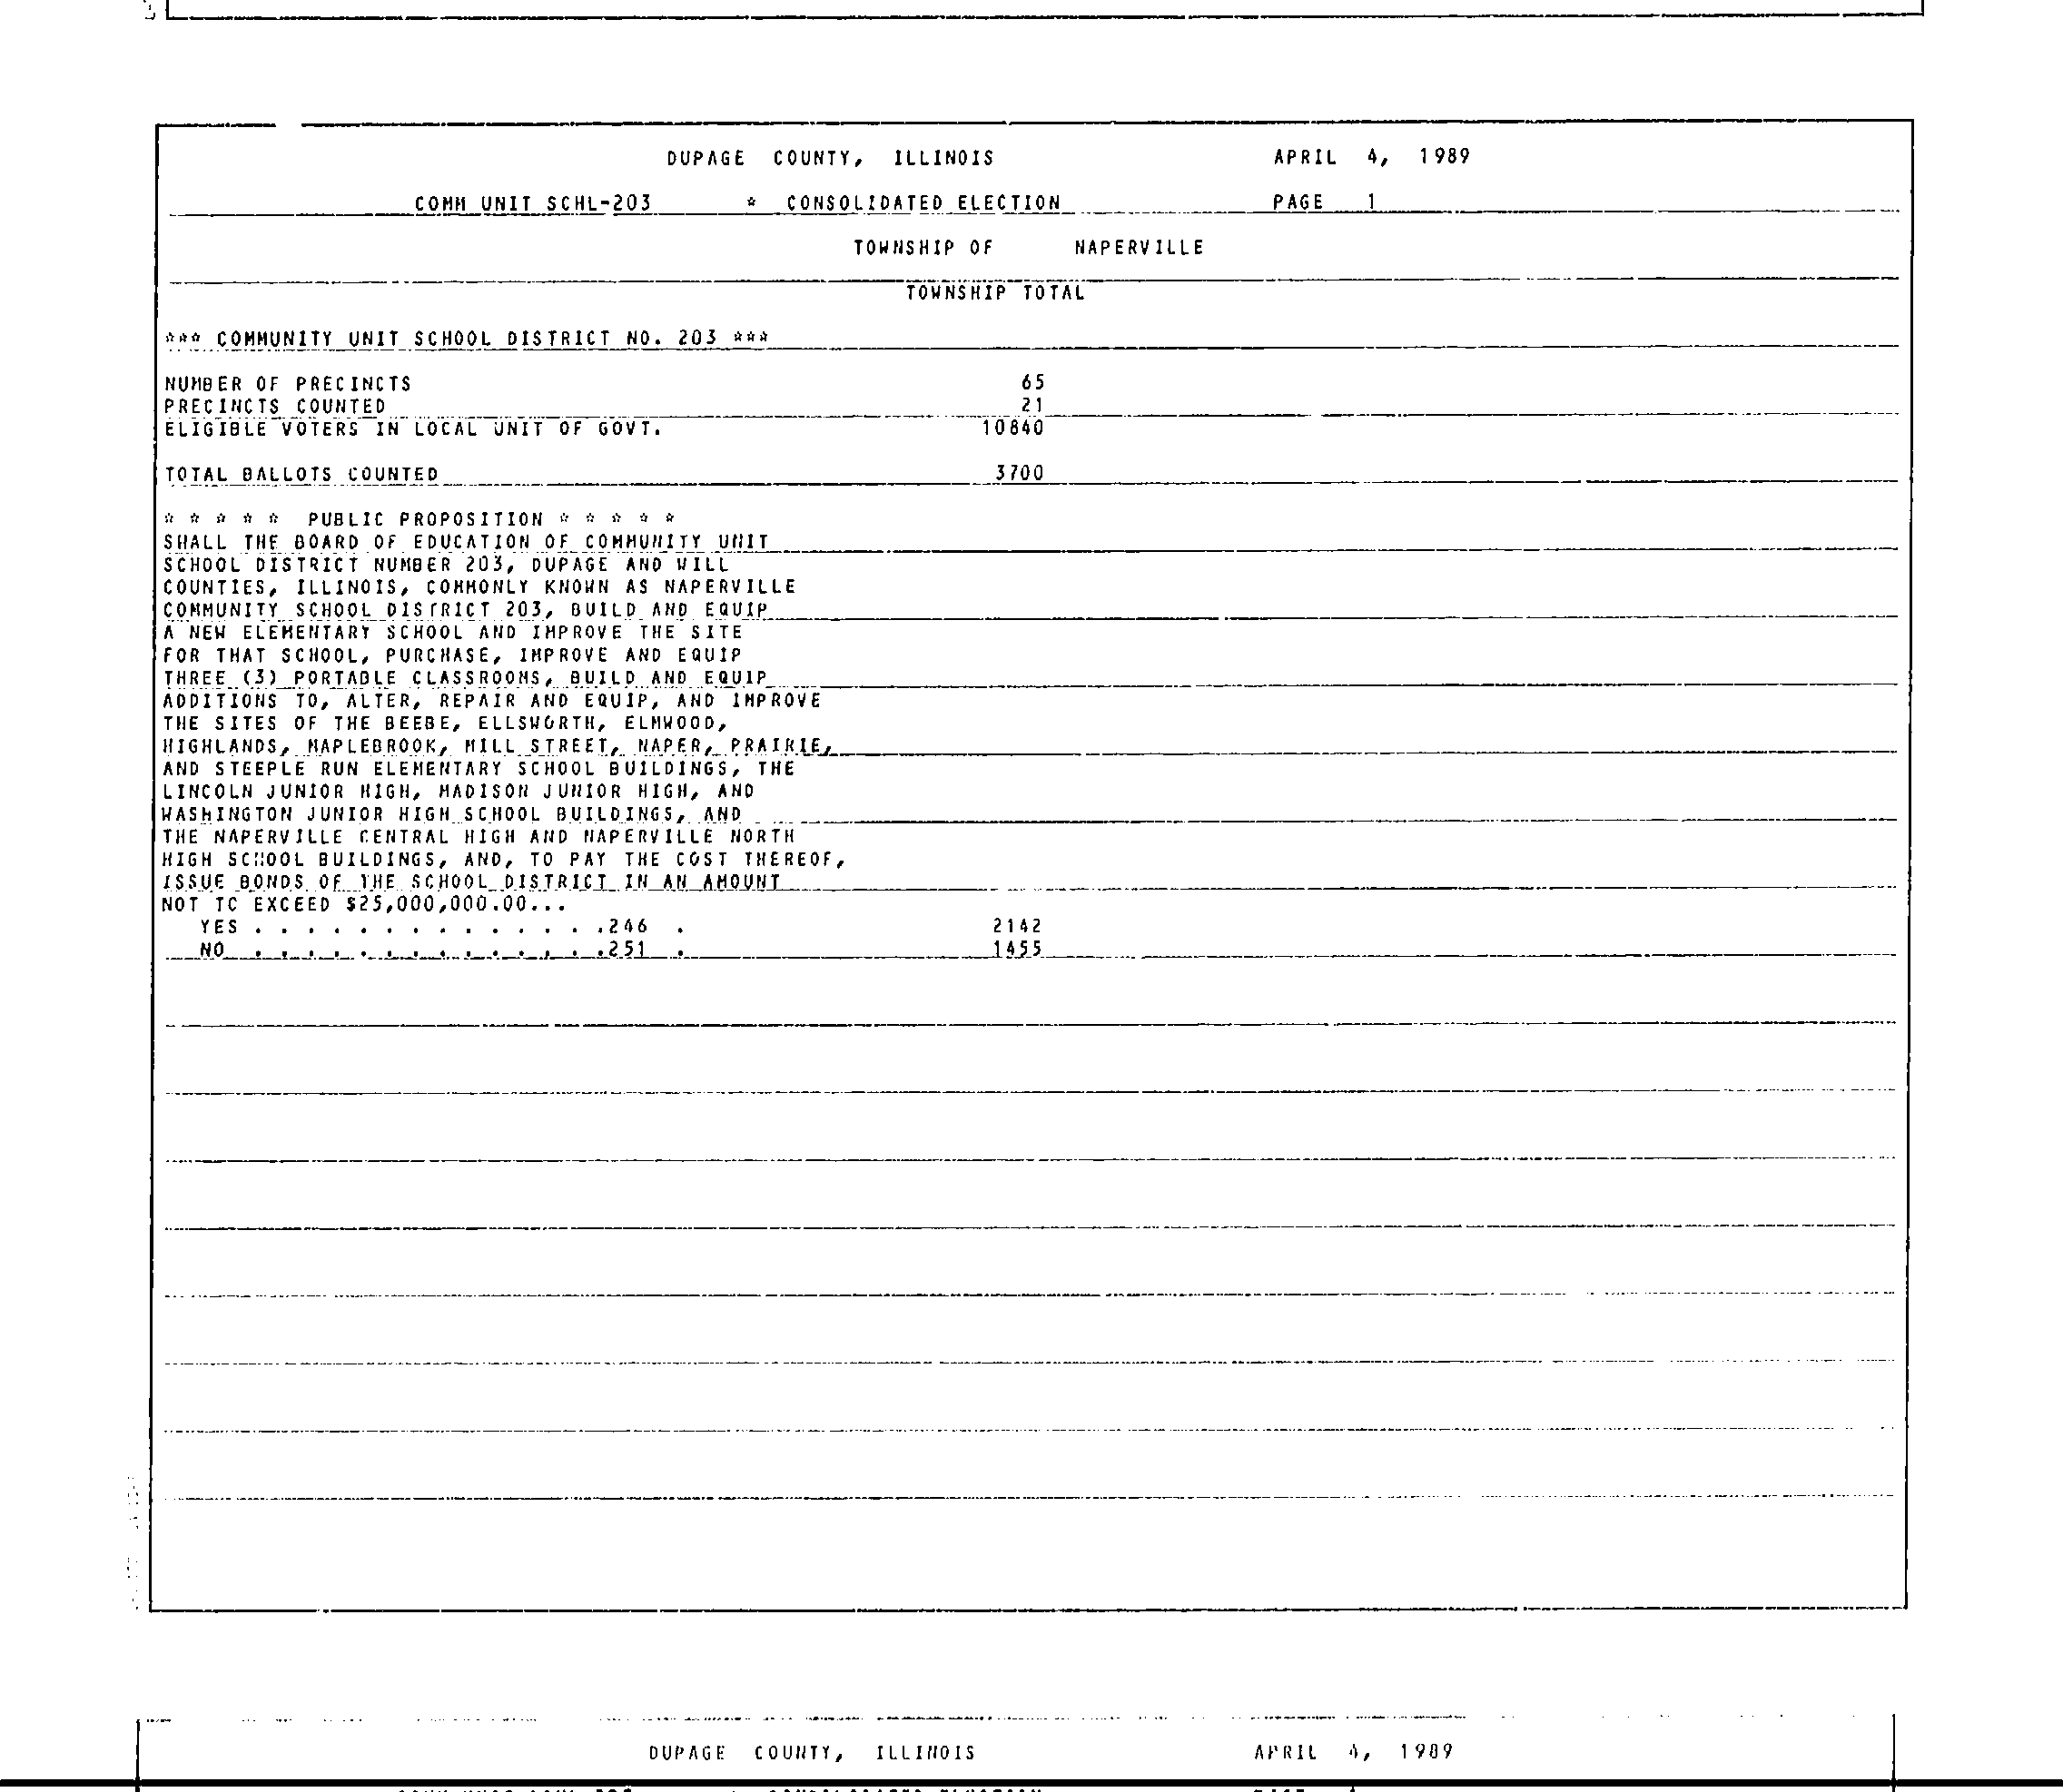 DUPAGE COUNTY, ILLINOIS APRIL 4, 1989
COMM UNIT SCHL-203 * CONSOLIDATED ELECTION PAGE 1
TOWNSHIP OF NAPERVILLE
TOWNSHIP TOTAL
*** COMMUNITY UNIT SCHOOL DISTRICT NO. 203 ***
NUMBER OF PRECINCTS 65
PRECINCTS COUNTED 21
ELIGIBLE VOTERS IN LOCAL UNIT OF GOVT. 10840
TOTAL BALLOTS COUNTED 3700
* * * * * PUBLIC PROPOSITION * * * * *
SHALL THE BOARD OF EDUCATION OF COMMUNITY UNIT
SCHOOL DISTRICT NUMBER 203, DUPAGE AND WILL
COUNTIES, ILLINOIS, COMMONLY KNOWN AS NAPERVILLE
COMMUNITY SCHOOL DISTRICT 203, BUILD AND EQUIP
A NEW ELEMENTARY SCHOOL AND IMPROVE THE SITE
FOR THAT SCHOOL, PURCHASE, IMPROVE AND EQUIP
THREE (3) PORTABLE CLASSROOMS, BUILD AND EQUIP
ADDITIONS TO, ALTER, REPAIR AND EQUIP, AND IMPROVE
THE SITES OF THE BEEBE, ELLSWORTH, ELMWOOD,
HIGHLANDS, MAPLEBROOK, MILL STREET, NAPER, PRAIRIE,
AND STEEPLE RUN ELEMENTARY SCHOOL BUILDINGS, THE
LINCOLN JUNIOR HIGH, MADISON JUNIOR HIGH, AND
WASHINGTON JUNIOR HIGH SCHOOL BUILDINGS, AND
THE NAPERVILLE CENTRAL HIGH AND NAPERVILLE NORTH
HIGH SCHOOL BUILDINGS, AND, TO PAY THE COST THEREOF,
ISSUE BONDS OF THE SCHOOL DISTRICT IN AN AMOUNT
NOT TO EXCEED $25,000,000.00...
YES . . . . . . . . . . . . . .246 . 2142
NO . . . . . . . . . . . . . .251 . 1455
DUPAGE COUNTY, ILLINOIS APRIL 4, 1989